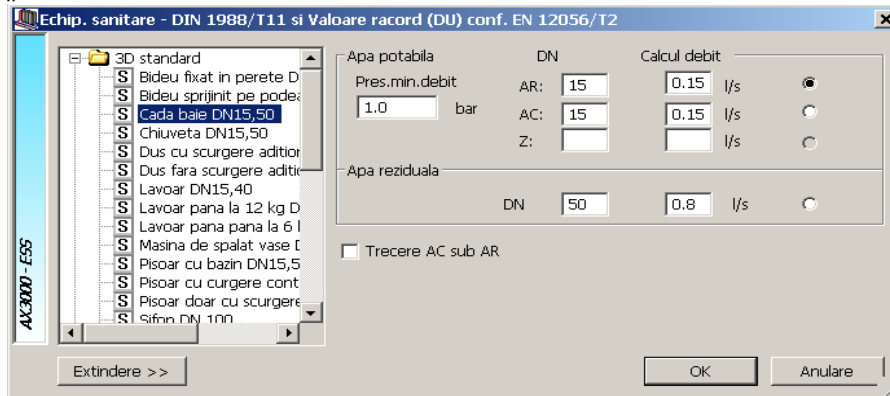 Echip. sanitare - DIN 1988/T11 si Valoare racord (DU) conf. EN 12056/T2
AX3000 - ESS
3D standard
S Bideu fixat in perete D
S Bideu sprijinit pe podea
S Cada baie DN15,50
S Chiuveta DN15,50
S Dus cu scurgere adition
S Dus fara scurgere aditio
S Lavoar DN15,40
S Lavoar pana la 12 kg D
S Lavoar pana pana la 6 l
S Masina de spalat vase D
S Pisoar cu bazin DN15,5
S Pisoar cu curgere cont
S Pisoar doar cu scurgere
S Sifon DN 100
Apa potabila DN Calcul debit
Pres.min.debit
1.0 bar
AR: 15 0.15 l/s
AC: 15 0.15 l/s
Z: l/s
Apa reziduala
DN 50 0.8 l/s
Trecere AC sub AR
Extindere >> OK Anulare